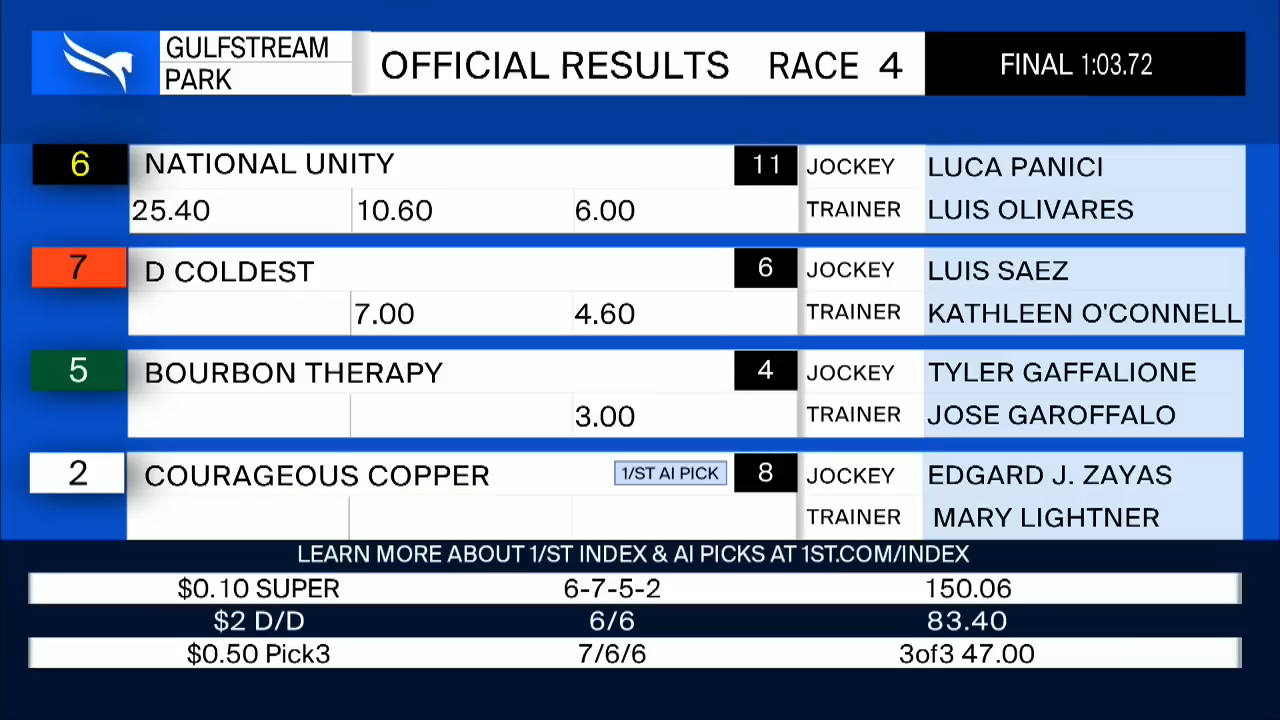 GULFSTREAM
PARK
OFFICIAL RESULTS RACE 4
FINAL 1:03.72
6 NATIONAL UNITY 11 JOCKEY LUCA PANICI
25.40 10.60 6.00 TRAINER LUIS OLIVARES
7 D COLDEST 6 JOCKEY LUIS SAEZ
7.00 4.60 TRAINER KATHLEEN O'CONNELL
5 BOURBON THERAPY 4 JOCKEY TYLER GAFFALIONE
3.00 TRAINER JOSE GAROFFALO
2 COURAGEOUS COPPER 1/ST AI PICK 8 JOCKEY EDGARD J. ZAYAS
TRAINER MARY LIGHTNER
LEARN MORE ABOUT 1/ST INDEX & AI PICKS AT 1ST.COM/INDEX
$0.10 SUPER 6-7-5-2 150.06
$2 D/D 6/6 83.40
$0.50 Pick3 7/6/6 3of3 47.00